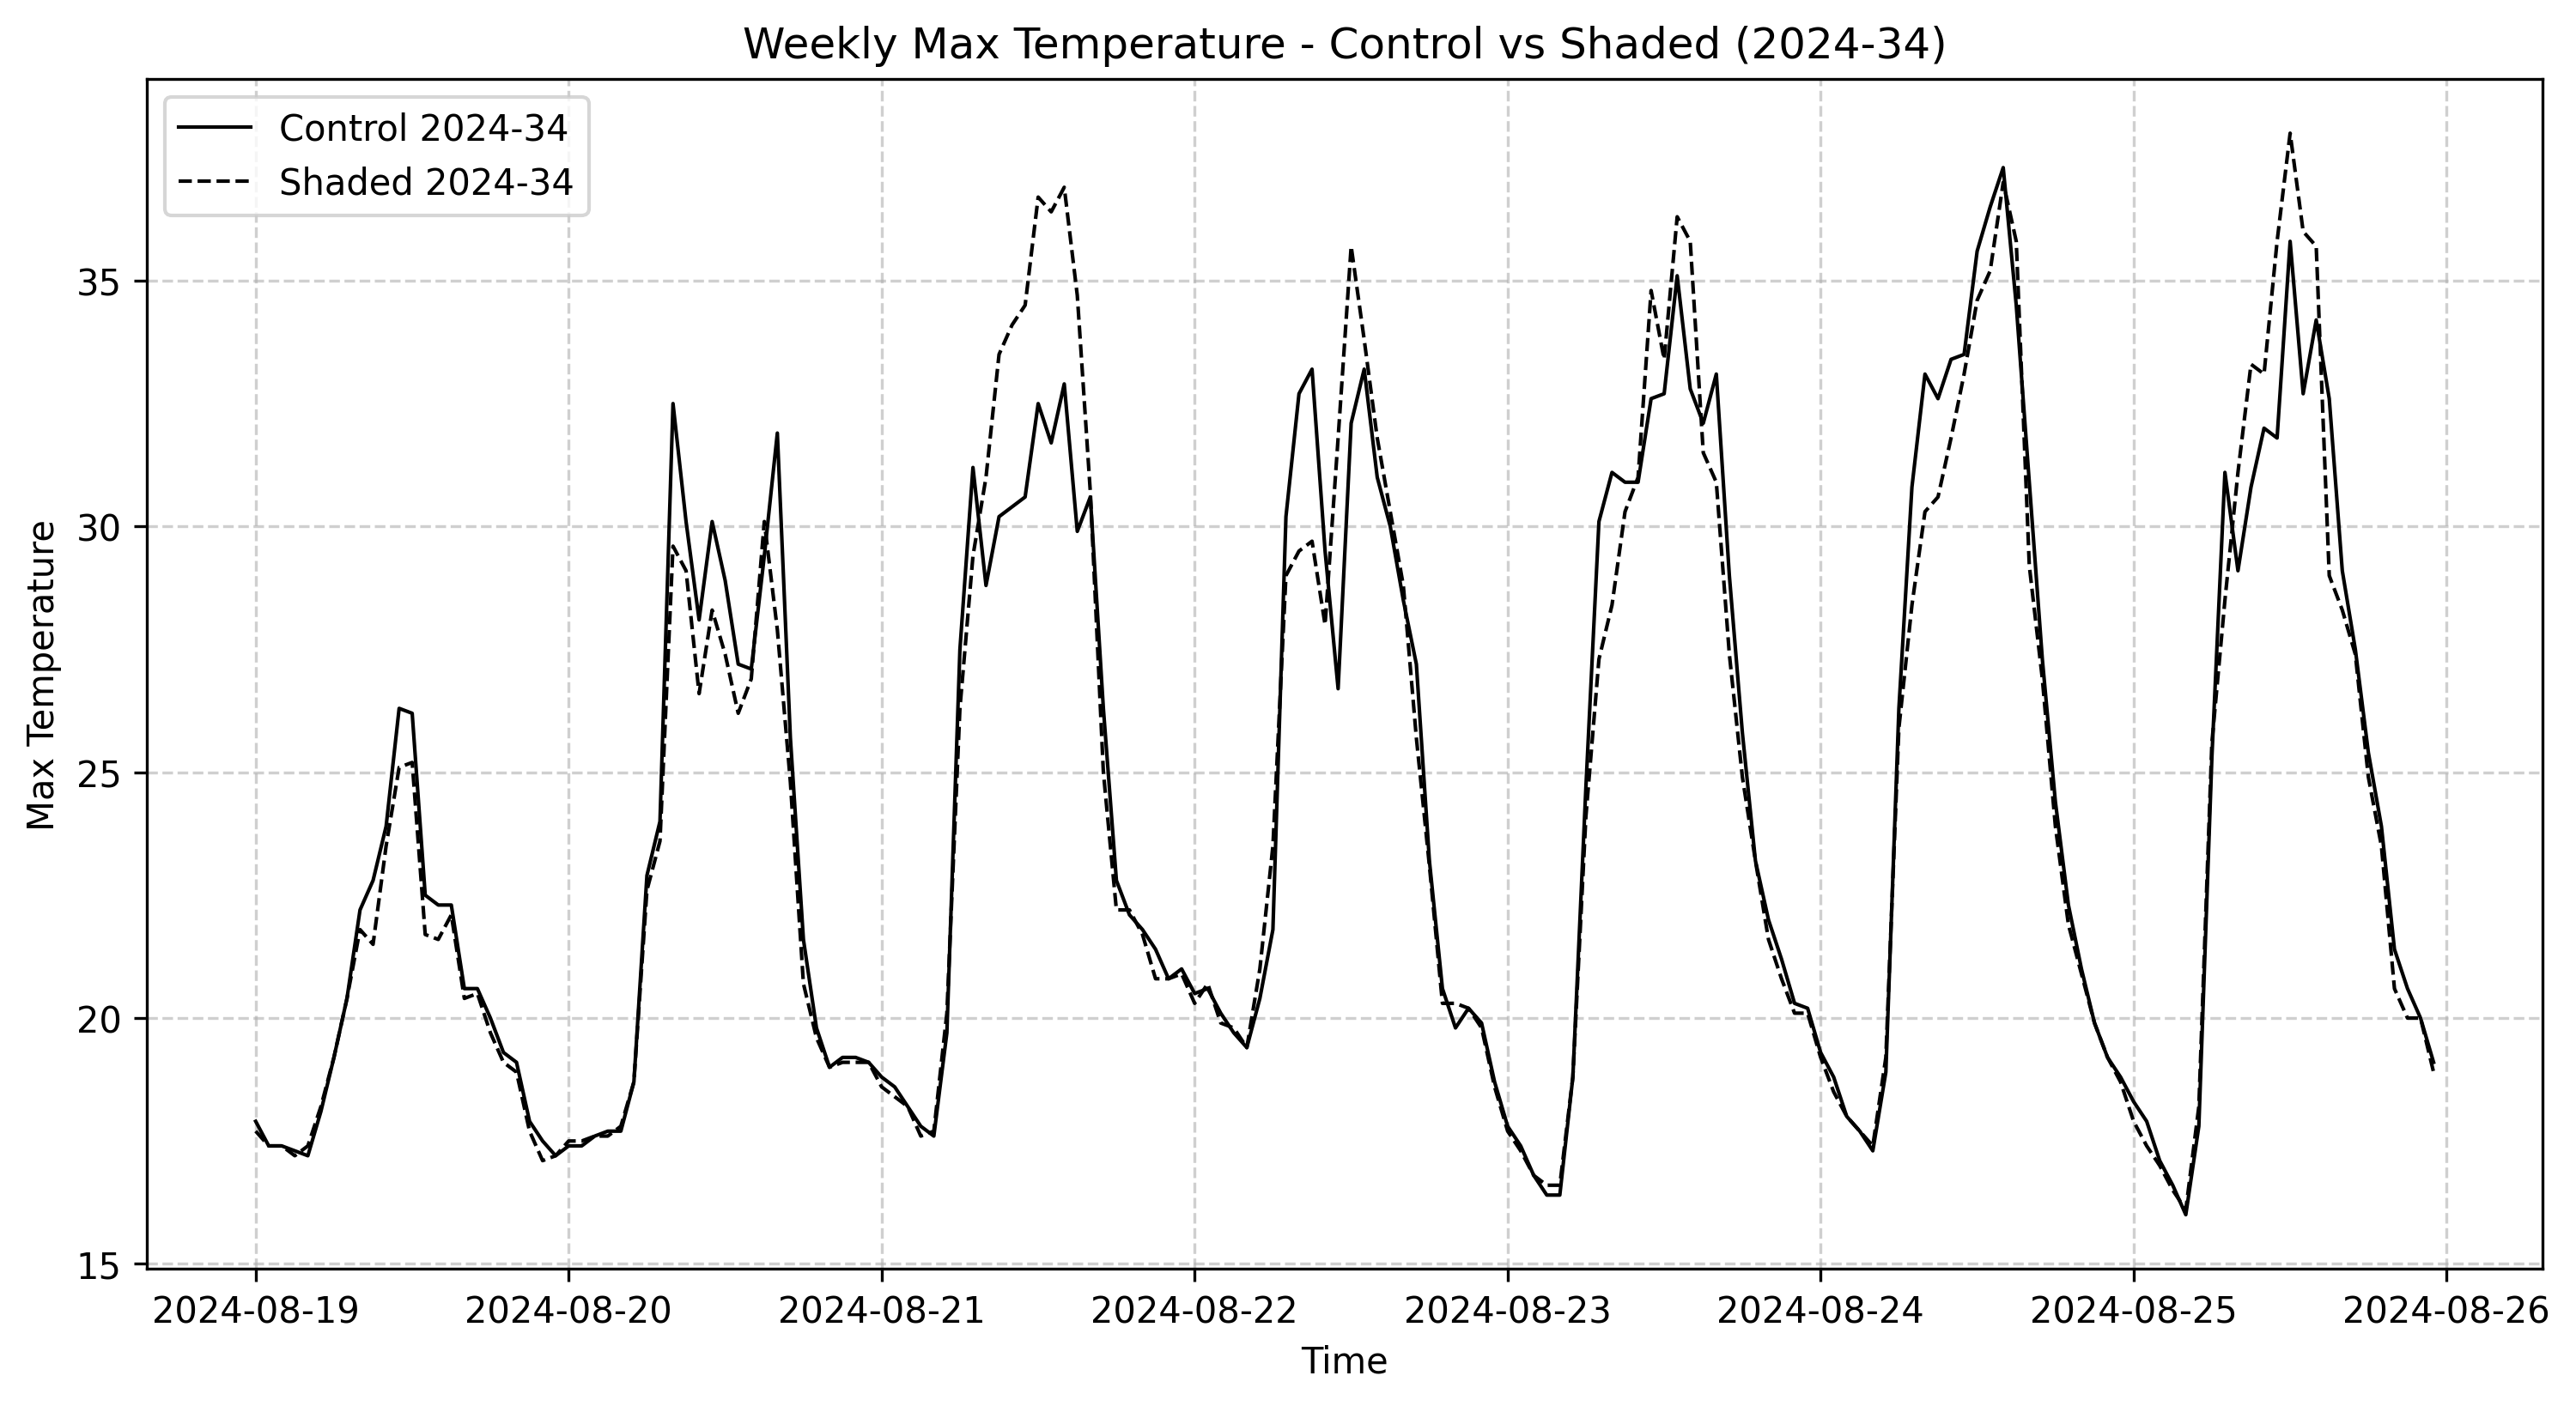 Weekly Max Temperature - Control vs Shaded (2024-34)
Control 2024-34
Shaded 2024-34
Max Temperature
35
30
25
20
15
2024-08-19 2024-08-20 2024-08-21 2024-08-22 2024-08-23 2024-08-24 2024-08-25 2024-08-26
Time